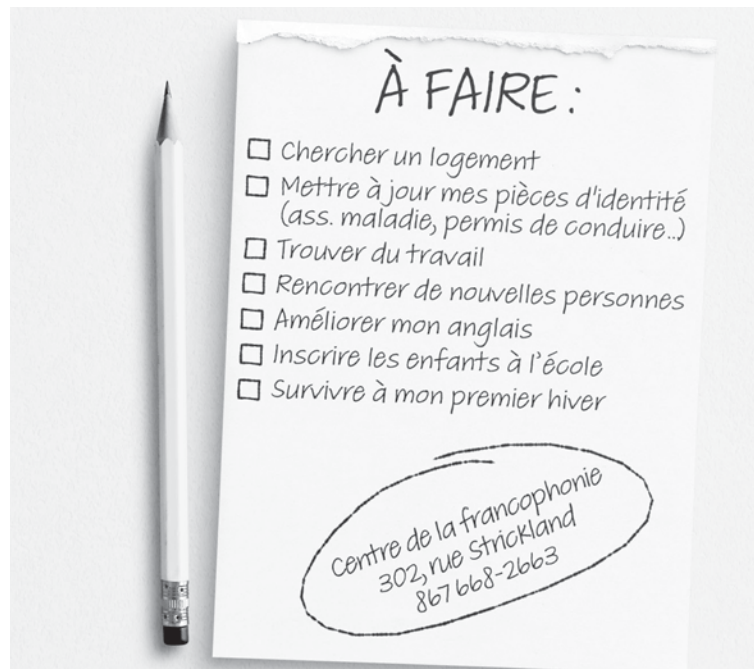 À FAIRE :
Chercher un logement
Mettre à jour mes pièces d'identité
(ass. maladie, permis de conduire...)
Trouver du travail
Rencontrer de nouvelles personnes
Améliorer mon anglais
Inscrire les enfants à l'école
Survivre à mon premier hiver
Centre de la francophonie
302, rue Strickland
867 668-2663